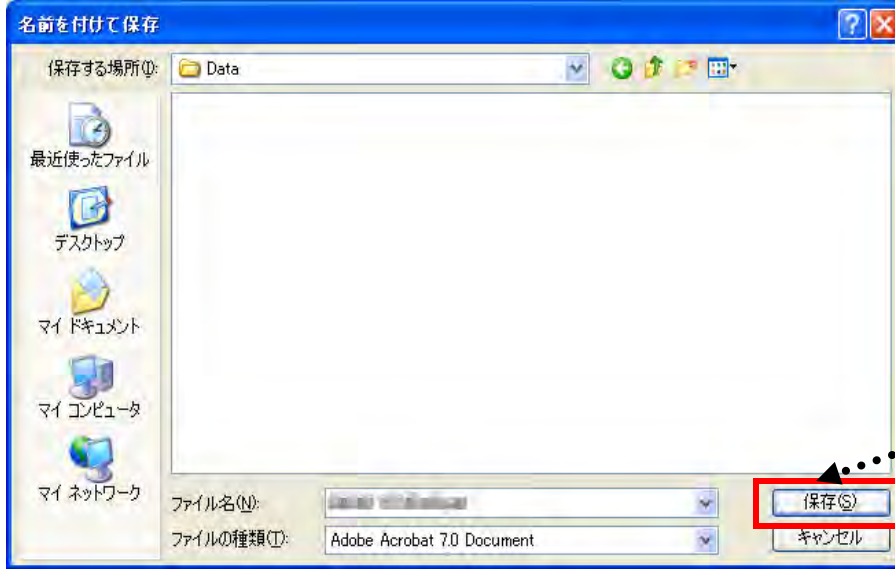 名前を付けて保存
保存する場所(I): Data
最近使ったファイル
デスクトップ
マイ ドキュメント
マイ コンピュータ
マイ ネットワーク
ファイル名(N):
保存(S)
ファイルの種類(T): Adobe Acrobat 7.0 Document
キャンセル